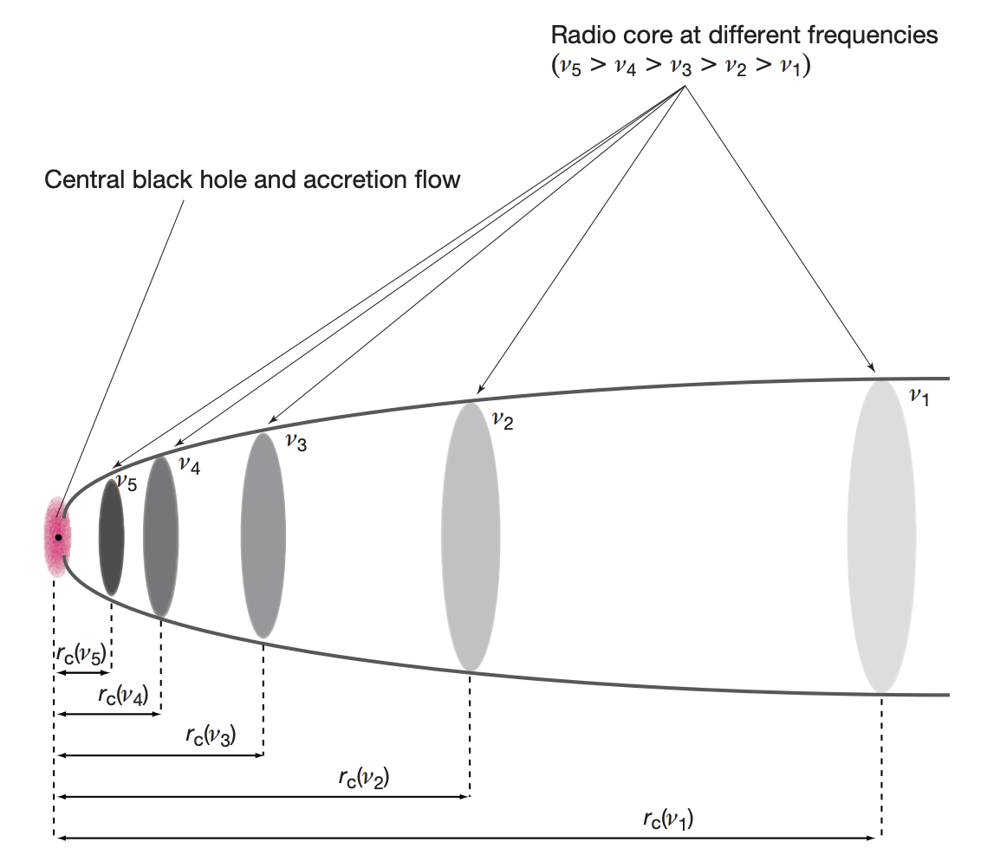 Radio core at different frequencies
(ν5 > ν4 > ν3 > ν2 > ν1)
Central black hole and accretion flow
ν1
ν2
ν3
ν4
ν5
rc(ν5)
rc(ν4)
rc(ν3)
rc(ν2)
rc(ν1)